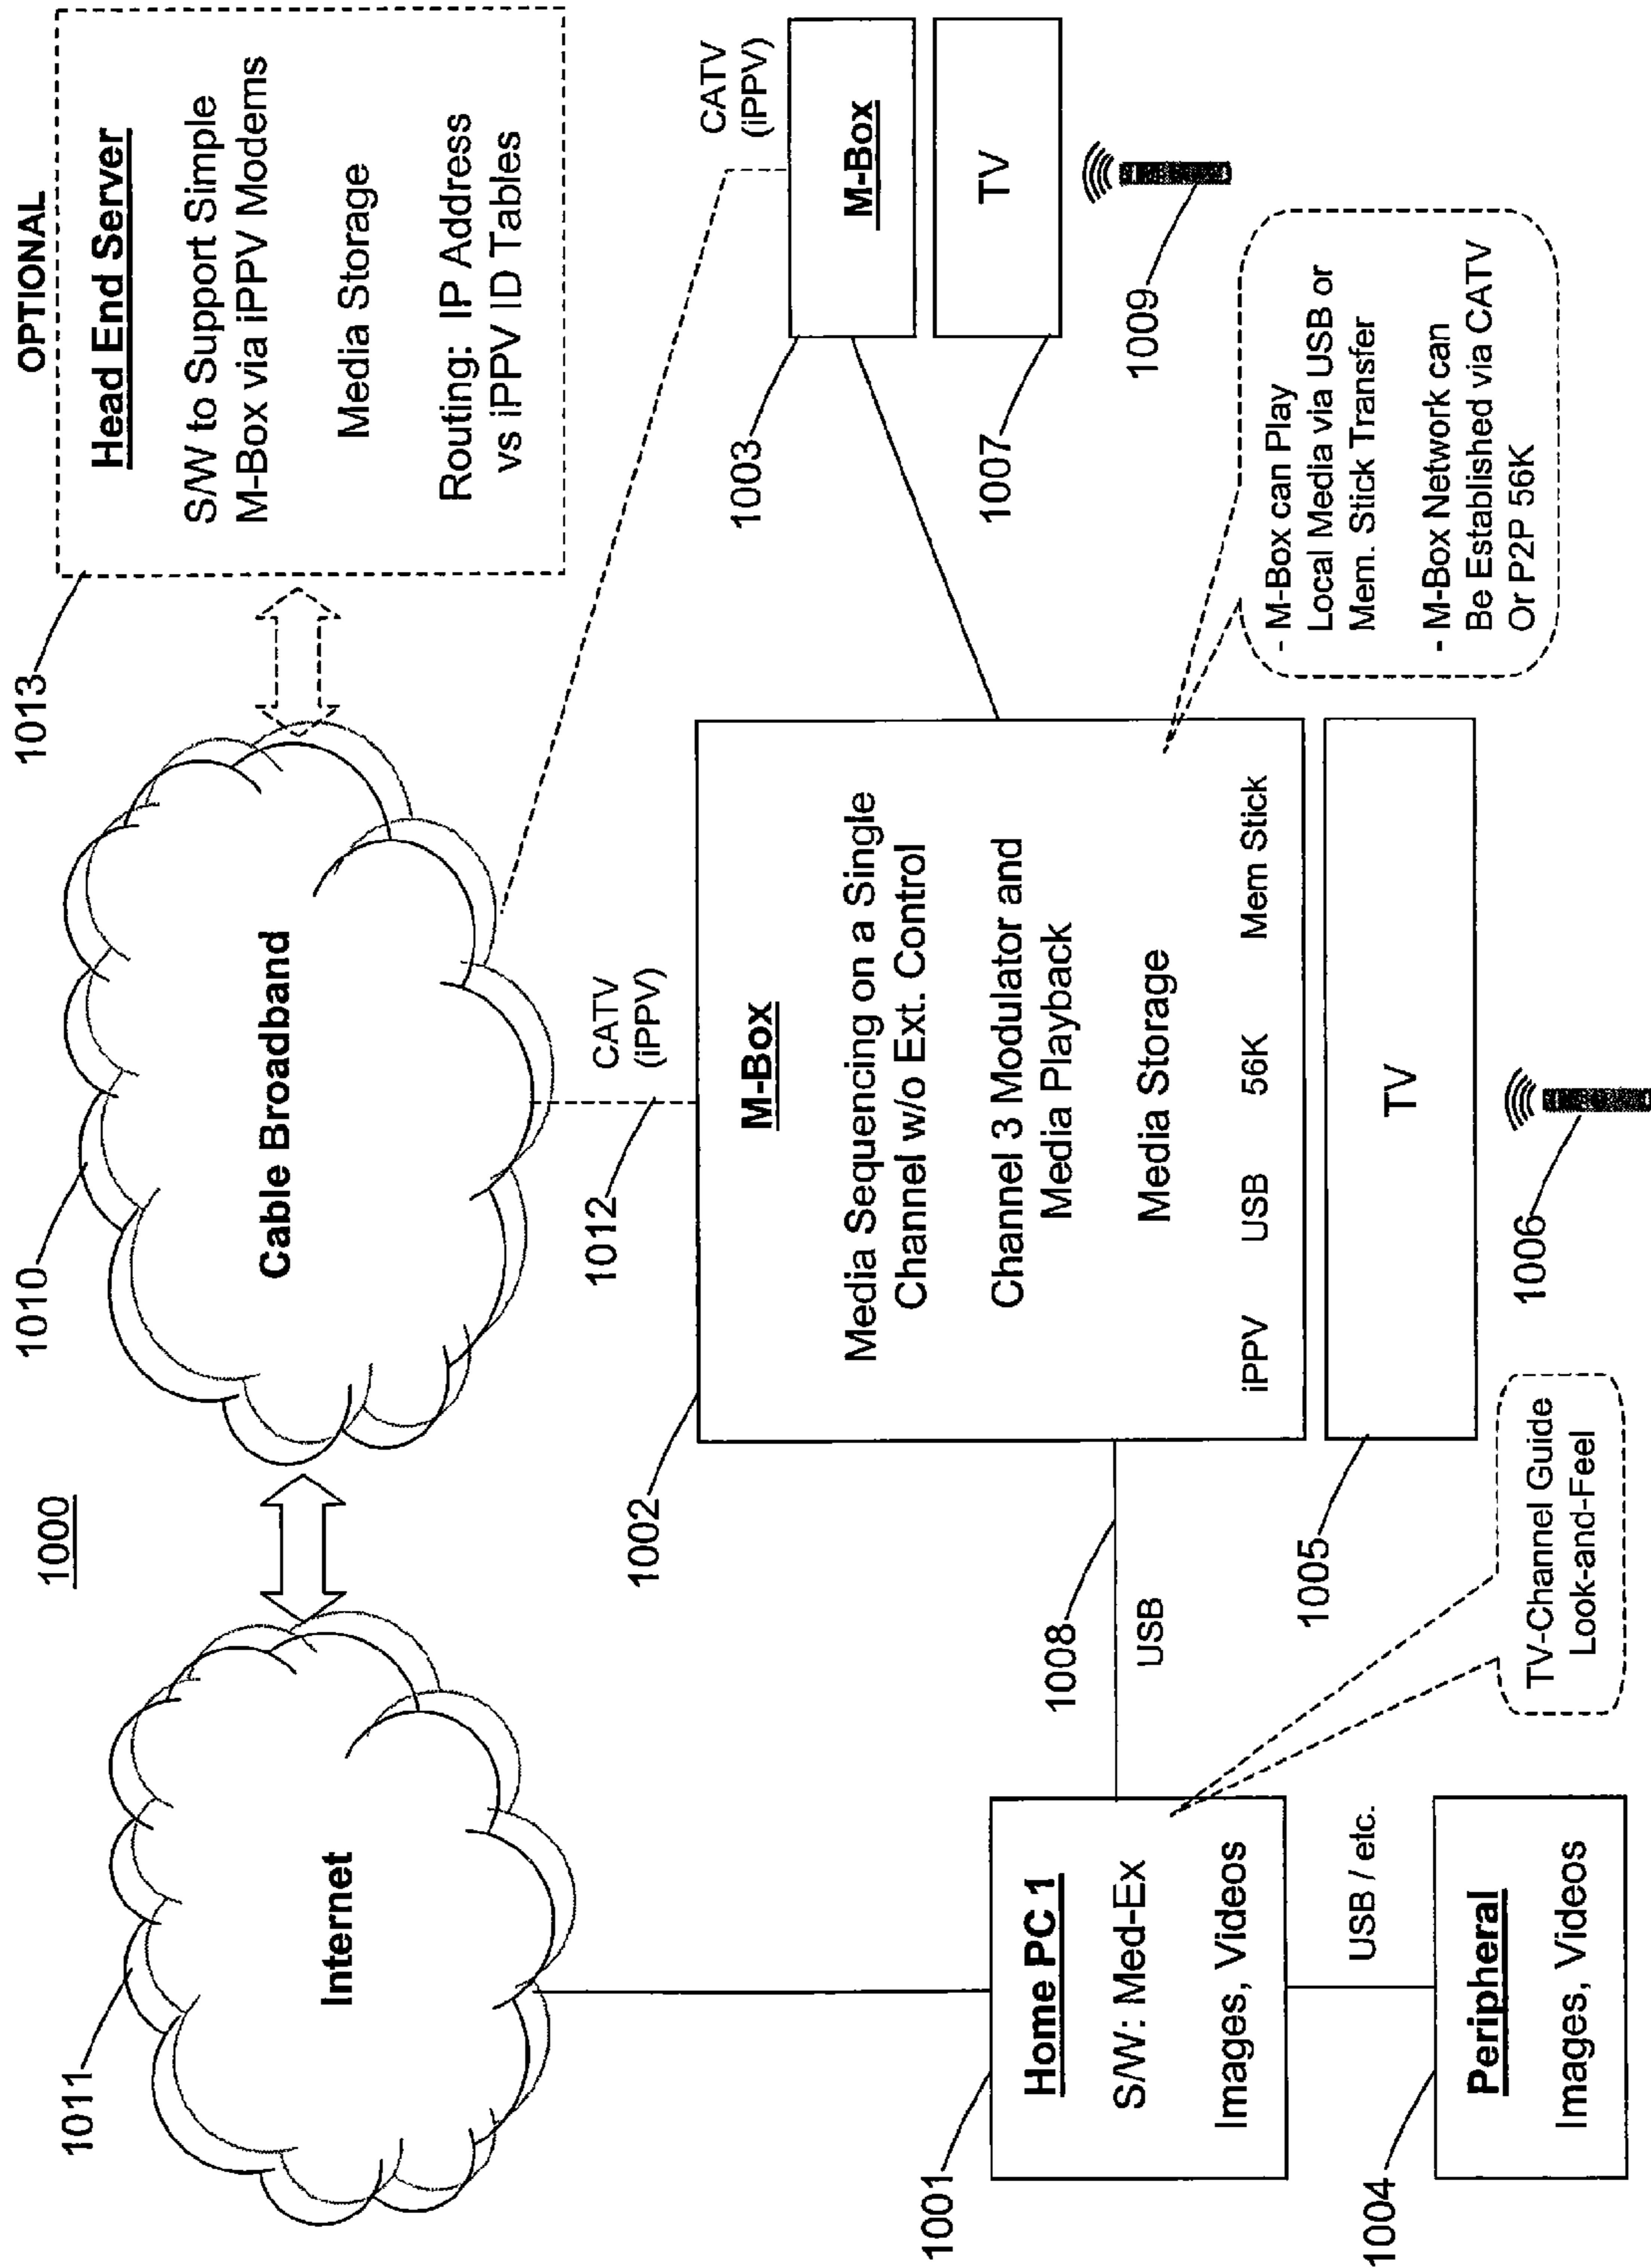 1000
1011
Internet
1010
Cable Broadband
1013
OPTIONAL
Head End Server
S/W to Support Simple
M-Box via iPPV Modems
Media Storage
Routing: IP Address
vs iPPV ID Tables
1012
CATV
(iPPV)
CATV
(iPPV)
1002
M-Box
Media Sequencing on a Single
Channel w/o Ext. Control
Channel 3 Modulator and
Media Playback
Media Storage
iPPV USB 56K Mem Stick
1003
M-Box
1007
TV
1009
1005
TV
1006
- M-Box can Play
Local Media via USB or
Mem. Stick Transfer
- M-Box Network can
Be Established via CATV
Or P2P 56K
1001
Home PC 1
S/W: Med-Ex
Images, Videos
1008
USB
TV-Channel Guide
Look-and-Feel
USB / etc.
1004
Peripheral
Images, Videos